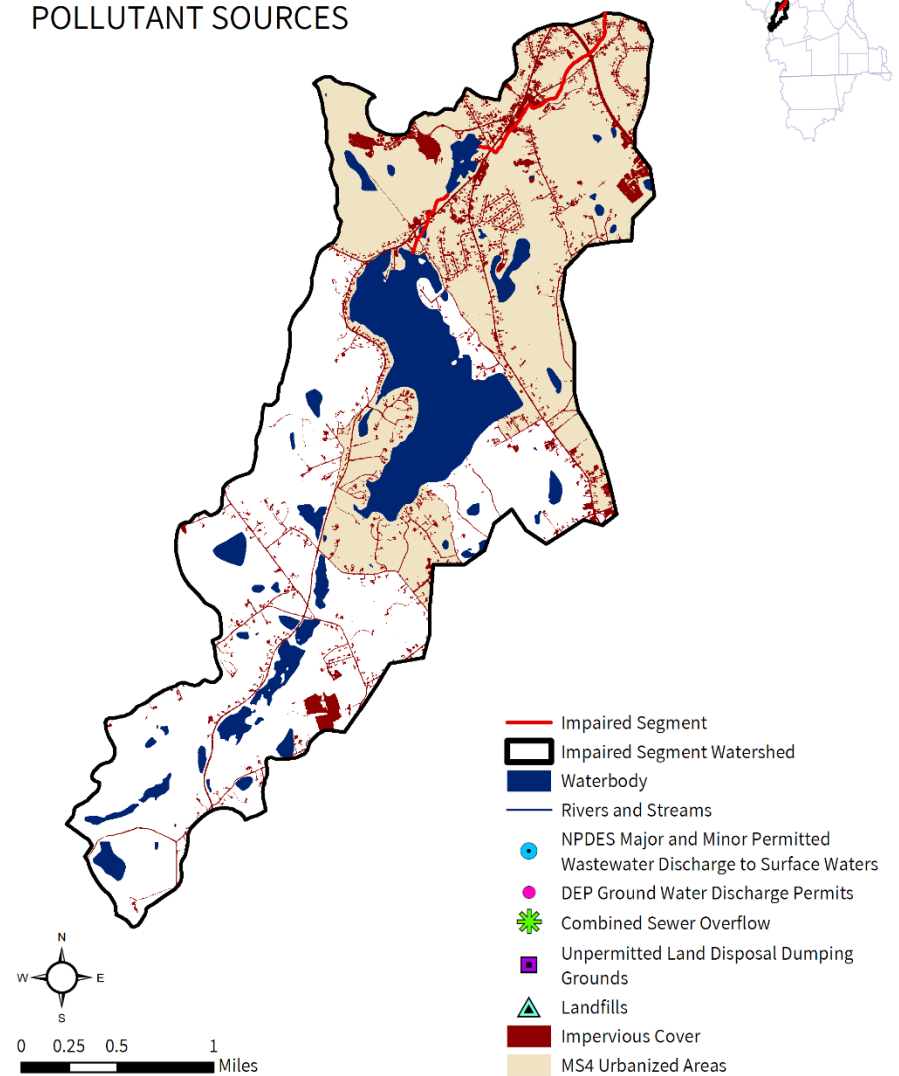 POLLUTANT SOURCES
Impaired Segment
Impaired Segment Watershed
Waterbody
Rivers and Streams
NPDES Major and Minor Permitted
Wastewater Discharge to Surface Waters
DEP Ground Water Discharge Permits
Combined Sewer Overflow
Unpermitted Land Disposal Dumping
Grounds
Landfills
Impervious Cover
MS4 Urbanized Areas
N
W E
S
0 0.25 0.5 1
Miles